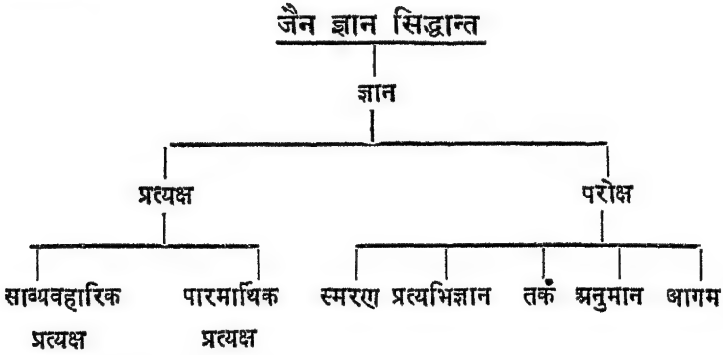 जैन ज्ञान सिद्धान्त
ज्ञान
प्रत्यक्ष परोक्ष
साव्यवहारिक पारमार्थिक स्मरण प्रत्यभिज्ञान तर्क अनुमान आगम
प्रत्यक्ष प्रत्यक्ष